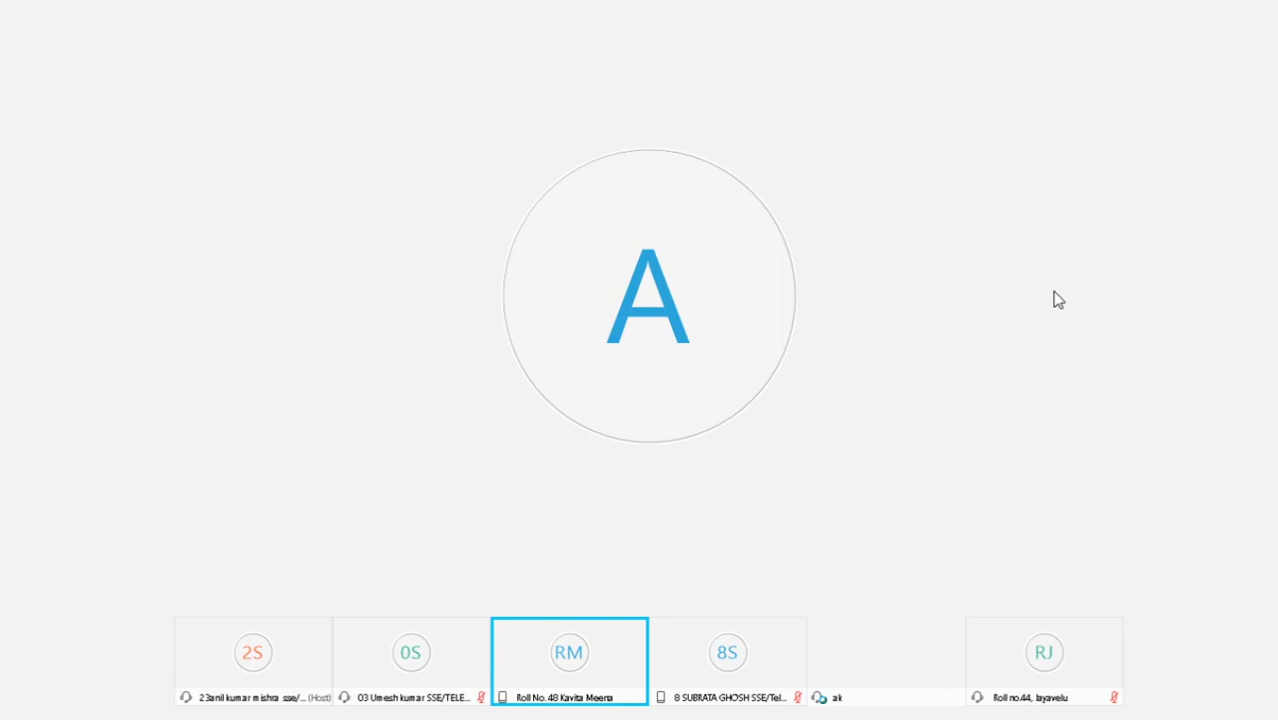 A
2S
0S
RM
8S
RJ
23anil kumar mishra sse/... (Host)
03 Umesh kumar SSE/TELE...
Roll No. 48 Kavita Meena
8 SUBRATA GHOSH SSE/Tel...
ak
Roll no.44, Jayavelu